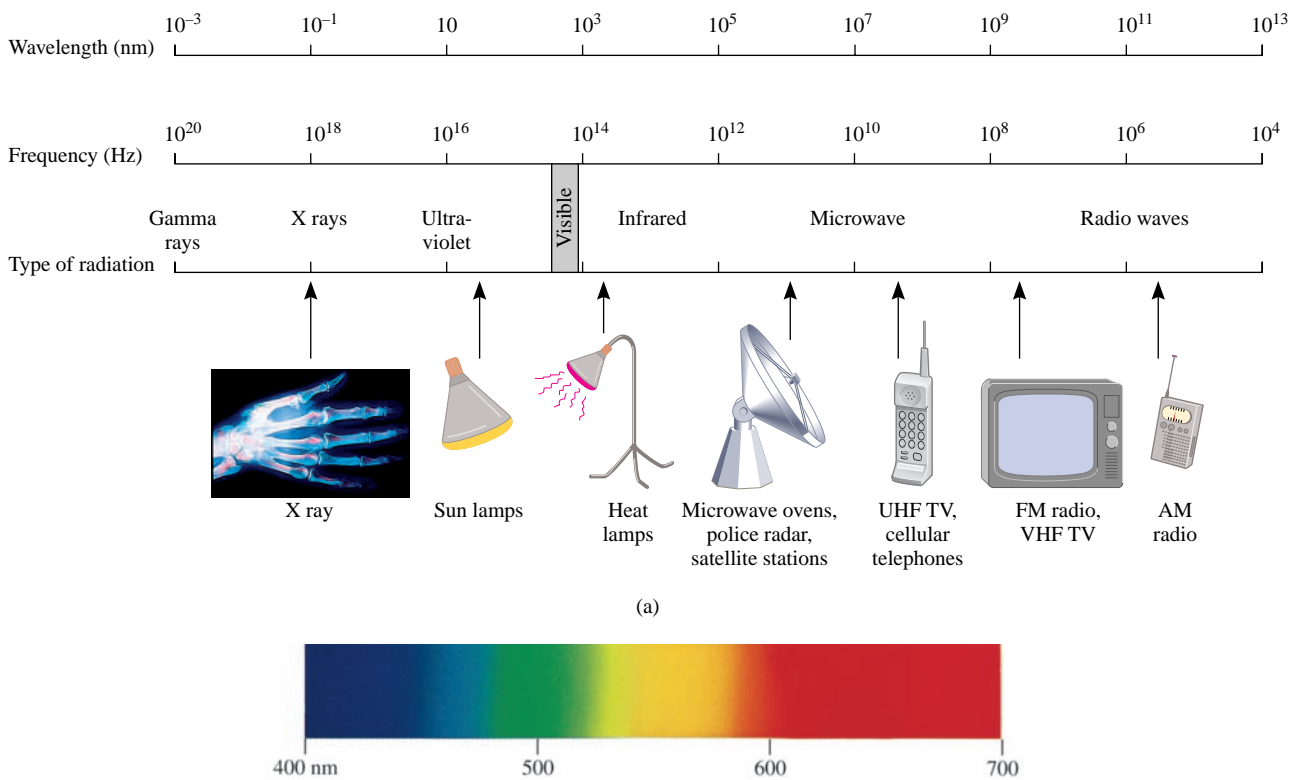 10⁻³ 10⁻¹ 10 10³ 10⁵ 10⁷ 10⁹ 10¹¹ 10¹³
Wavelength (nm)
10²⁰ 10¹⁸ 10¹⁶ 10¹⁴ 10¹² 10¹⁰ 10⁸ 10⁶ 10⁴
Frequency (Hz)
Gamma
rays
X rays
Ultra-
violet
Visible
Infrared
Microwave
Radio waves
Type of radiation
X ray
Sun lamps
Heat
lamps
Microwave ovens,
police radar,
satellite stations
UHF TV,
cellular
telephones
FM radio,
VHF TV
AM
radio
(a)
400 nm 500 600 700